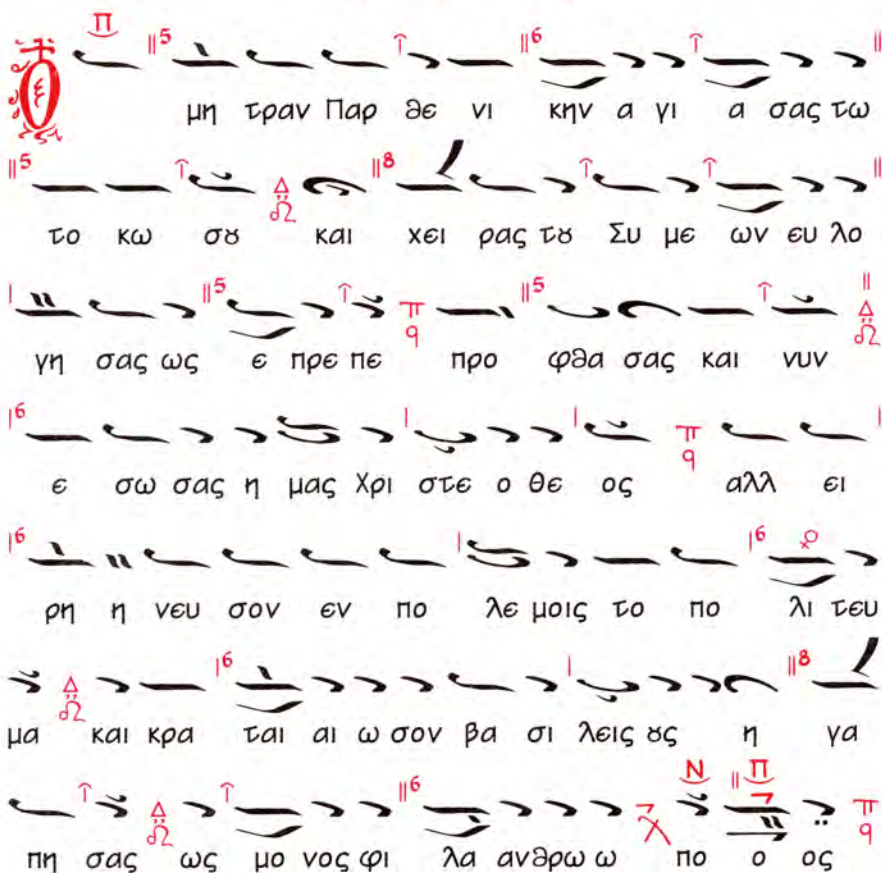 Ο μη τραν Παρ θε νι κην α γι α σας τω
το κω σȣ και χει ρας τȣ Συ με ων ευ λο
γη σας ως ε πρε πε προ φθα σας και νυν
ε σω σας η μας Χρι στε ο θε ος αλλ ει
ρη η νευ σον εν πο λε μοις το πο λι τευ
μα και κρα ται αι ω σον βα σι λεις ȣς η γα
πη σας ως μο νος φι λα αν θρω ω πο ο ος